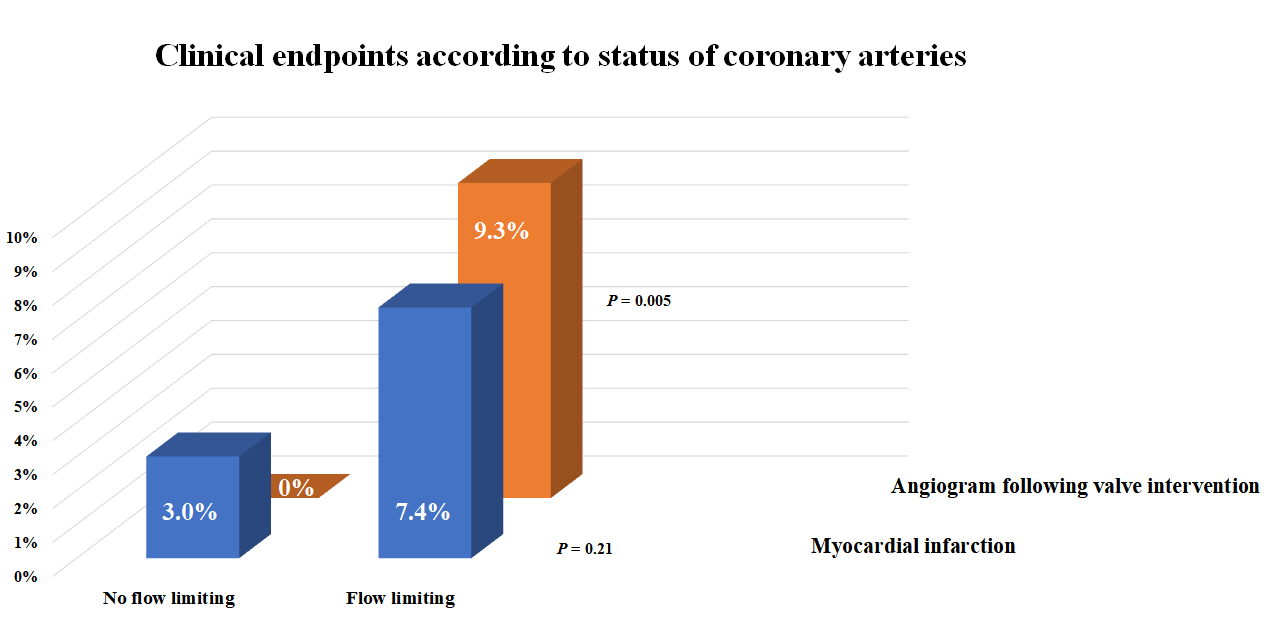 Clinical endpoints according to status of coronary arteries
10%
9%
8%
7%
6%
5%
4%
3%
2%
1%
0%
9.3%
P = 0.005
0%
3.0%
7.4%
P = 0.21
Angiogram following valve intervention
Myocardial infarction
No flow limiting
Flow limiting